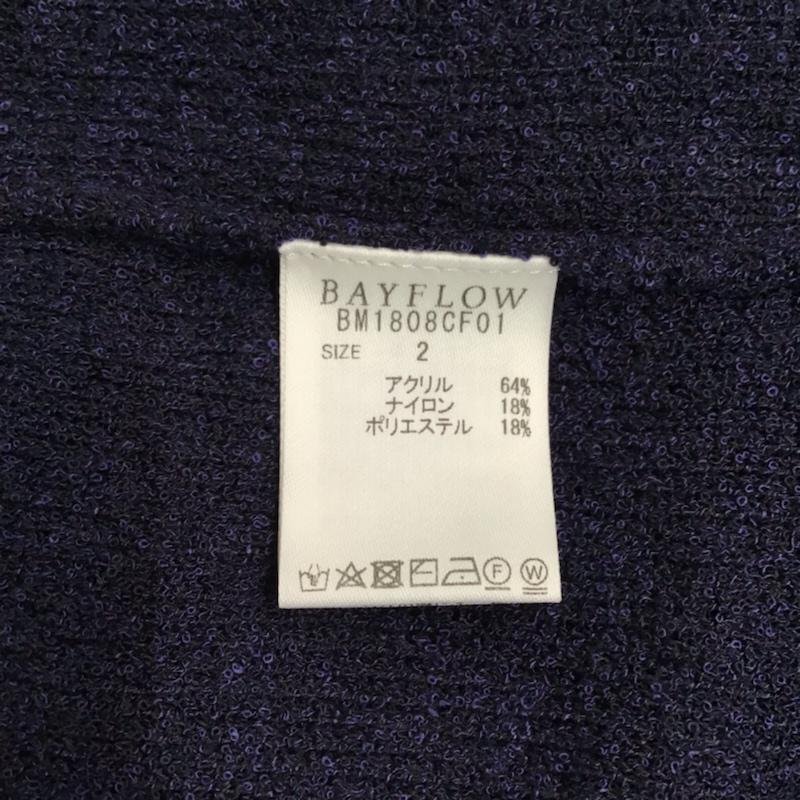 BAYFLOW
BM1808CF01
SIZE 2
アクリル 64%
ナイロン 18%
ポリエステル 18%
F W